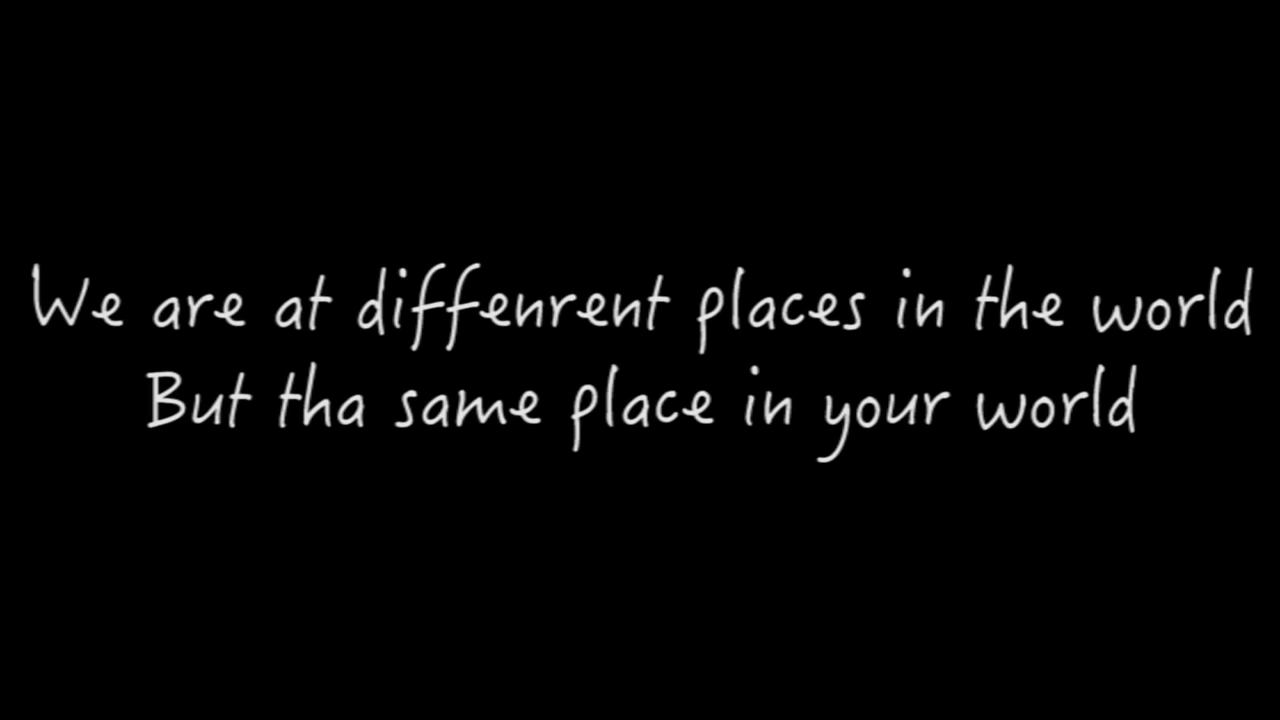 We are at diffenrent places in the world
But tha same place in your world